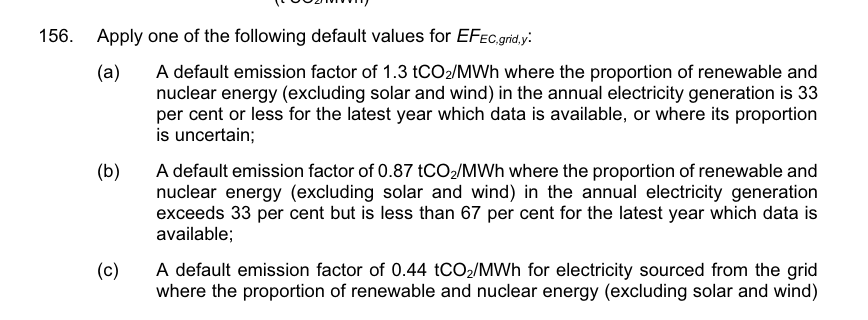 156. Apply one of the following default values for EFEC,grid,y:
(a) A default emission factor of 1.3 tCO2/MWh where the proportion of renewable and
nuclear energy (excluding solar and wind) in the annual electricity generation is 33
per cent or less for the latest year which data is available, or where its proportion
is uncertain;
(b) A default emission factor of 0.87 tCO2/MWh where the proportion of renewable and
nuclear energy (excluding solar and wind) in the annual electricity generation
exceeds 33 per cent but is less than 67 per cent for the latest year which data is
available;
(c) A default emission factor of 0.44 tCO2/MWh for electricity sourced from the grid
where the proportion of renewable and nuclear energy (excluding solar and wind)